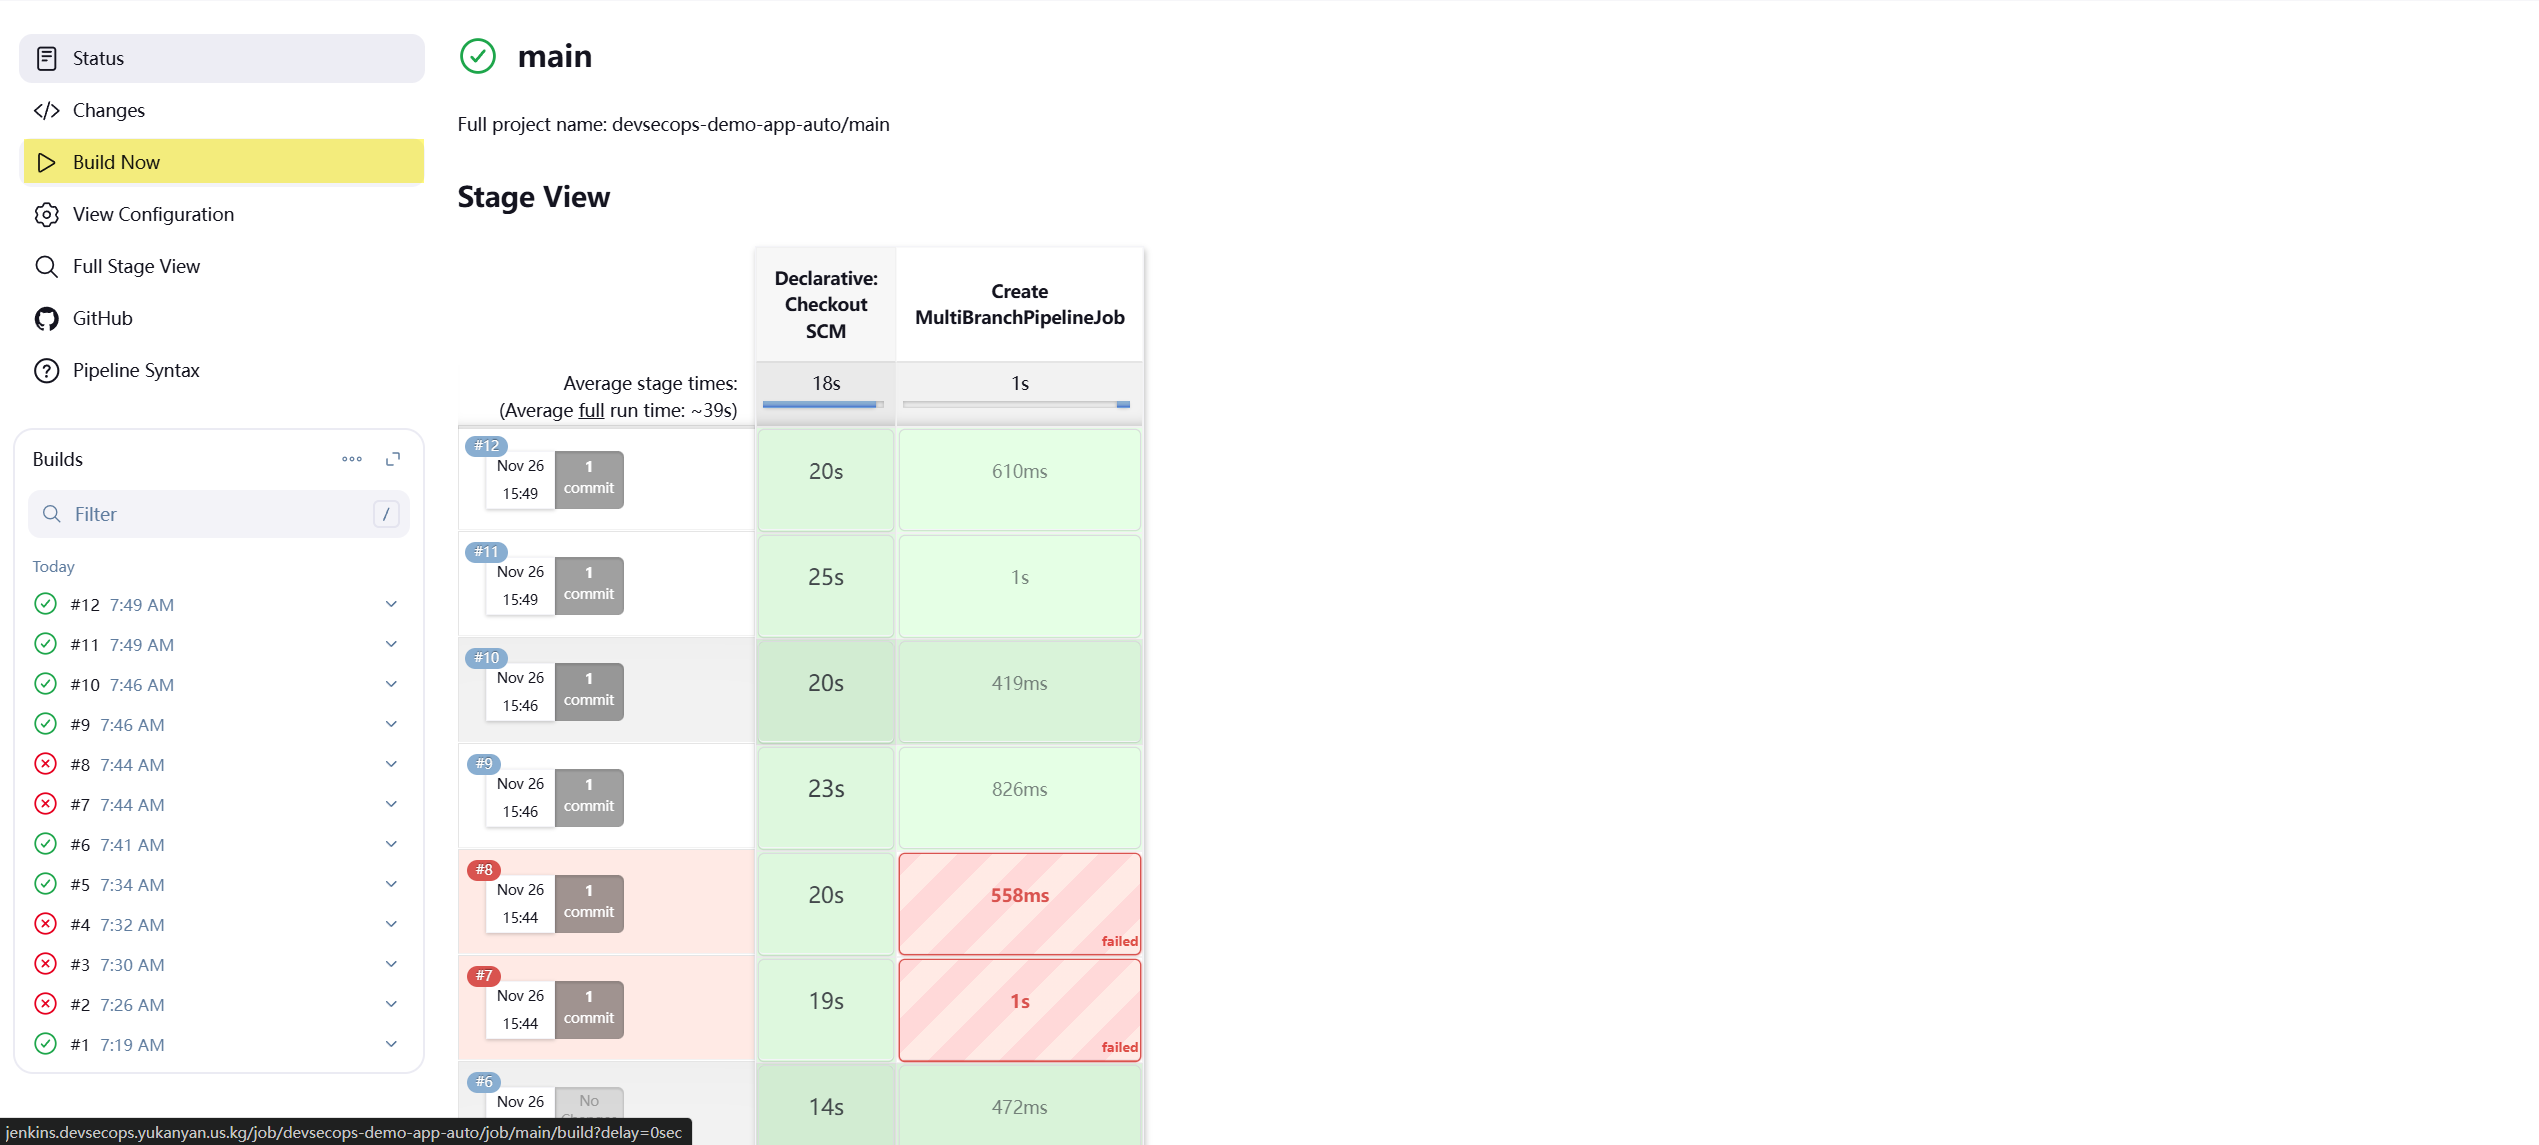 Status
Changes
Build Now
View Configuration
Full Stage View
GitHub
Pipeline Syntax
Builds
Filter
/
Today
#12 7:49 AM
#11 7:49 AM
#10 7:46 AM
#9 7:46 AM
#8 7:44 AM
#7 7:44 AM
#6 7:41 AM
#5 7:34 AM
#4 7:32 AM
#3 7:30 AM
#2 7:26 AM
#1 7:19 AM
main
Full project name: devsecops-demo-app-auto/main
Stage View
Declarative:
Checkout
SCM
Create
MultiBranchPipelineJob
Average stage times:
(Average full run time: ~39s)
18s
1s
#12
Nov 26
15:49
1
commit
20s
610ms
#11
Nov 26
15:49
1
commit
25s
1s
#10
Nov 26
15:46
1
commit
20s
419ms
#9
Nov 26
15:46
1
commit
23s
826ms
#8
Nov 26
15:44
1
commit
20s
558ms
failed
#7
Nov 26
15:44
1
commit
19s
1s
failed
#6
Nov 26
No
14s
472ms
jenkins.devsecops.yukanyan.us.kg/job/devsecops-demo-app-auto/job/main/build?delay=0sec